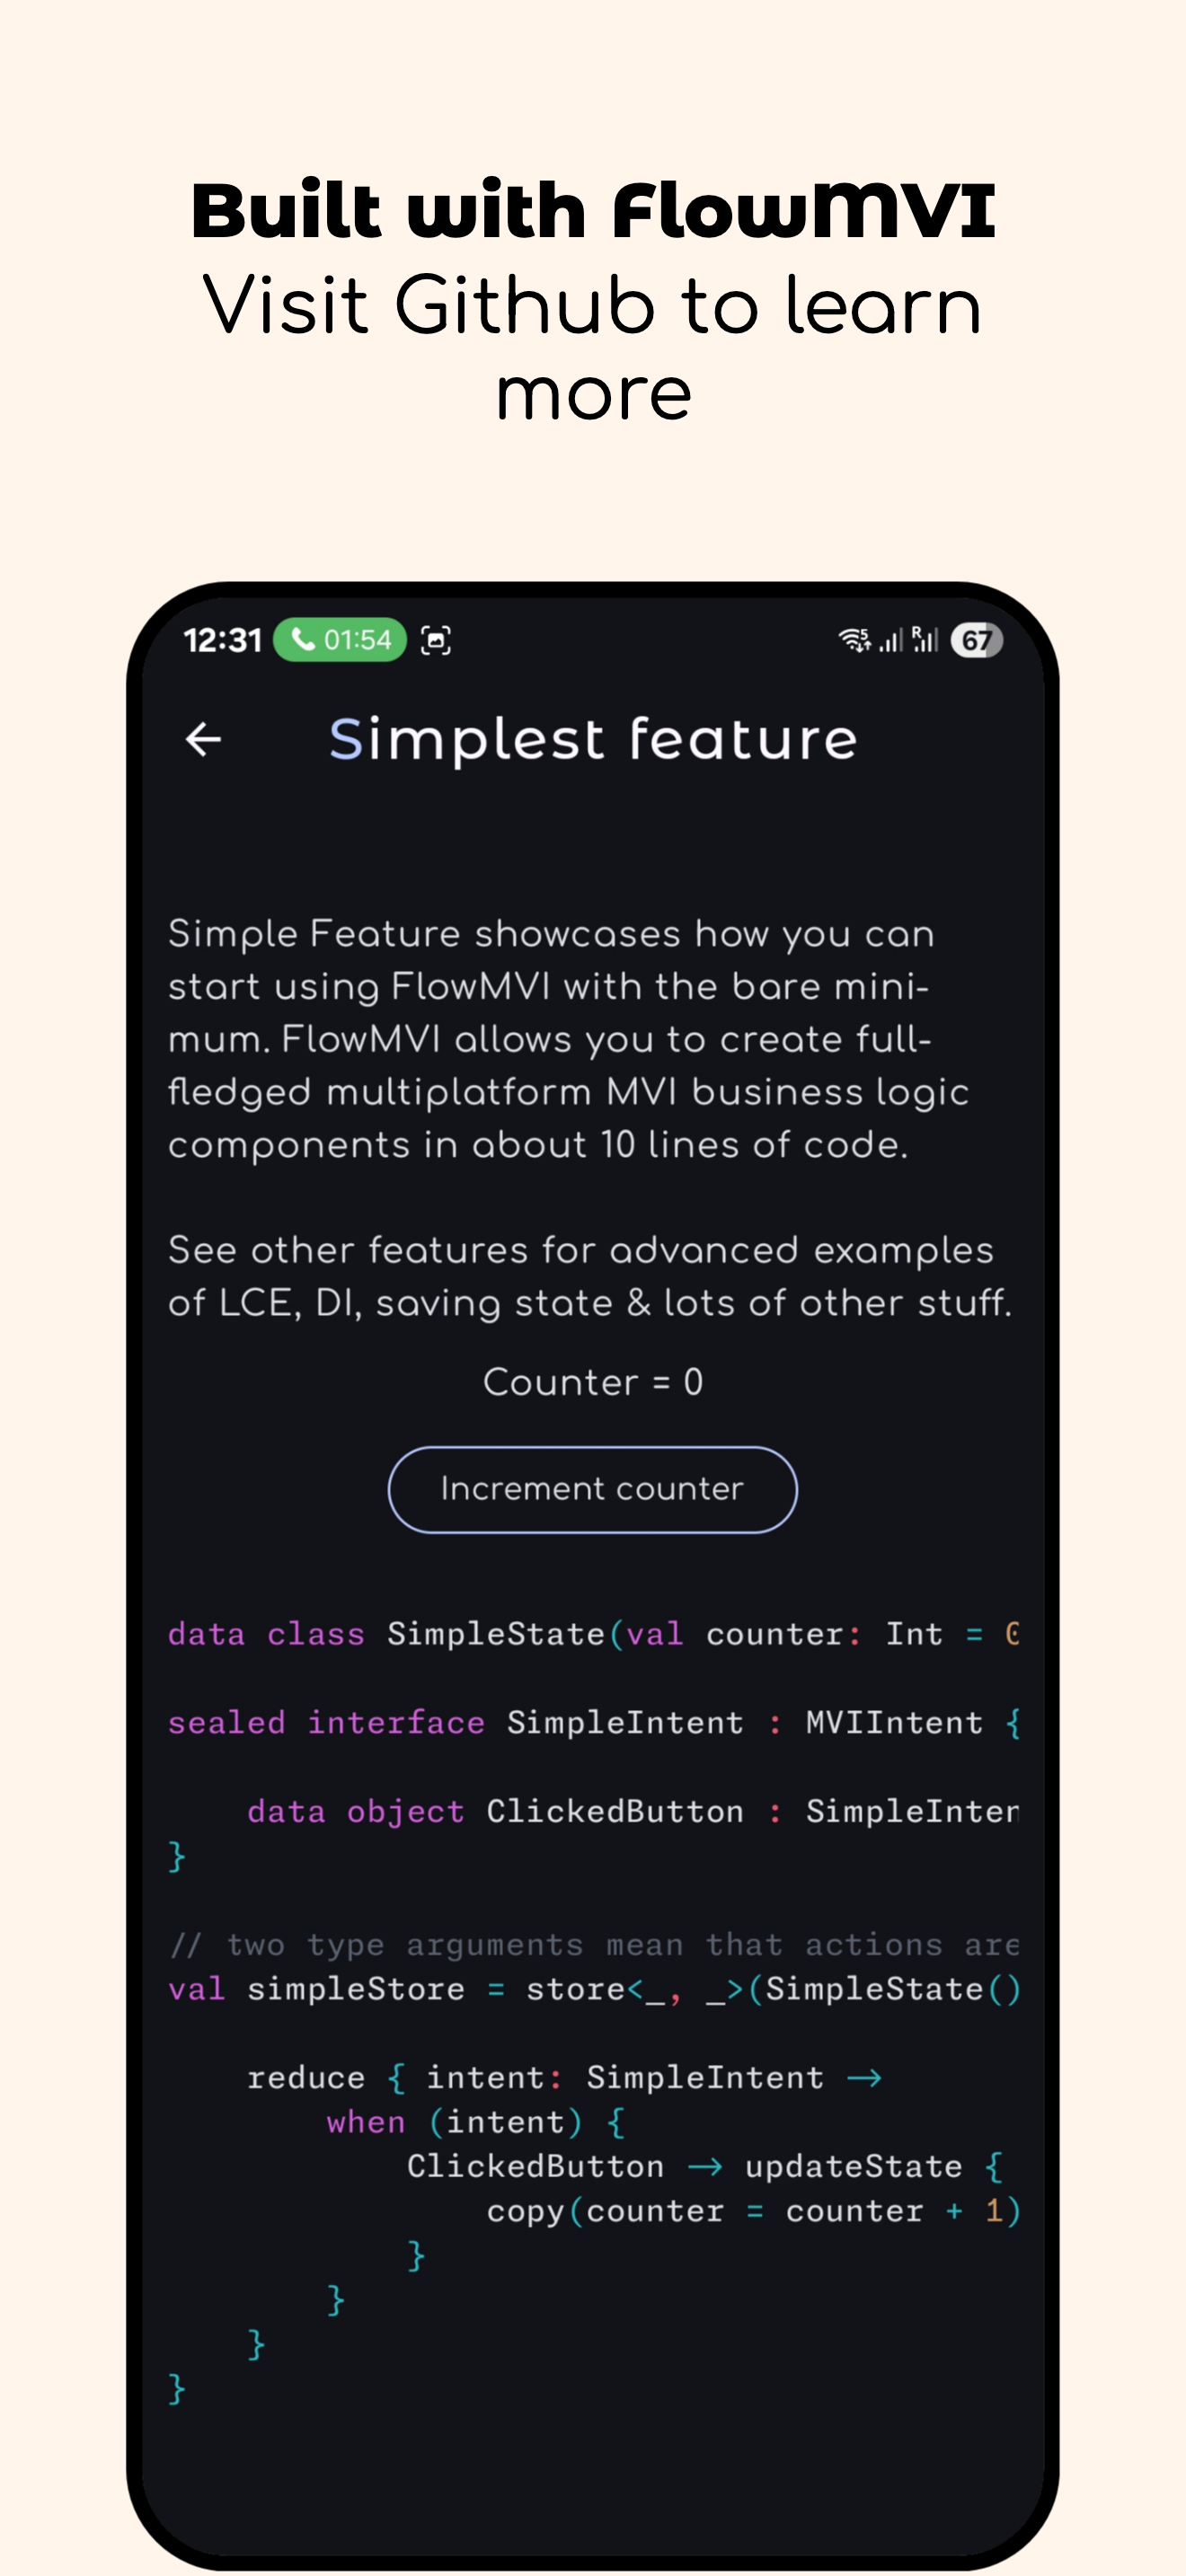 Built with FlowMVI
Visit Github to learn
more
12:31 01:54 5 R 67
Simplest feature
Simple Feature showcases how you can
start using FlowMVI with the bare mini-
mum. FlowMVI allows you to create full-
fledged multiplatform MVI business logic
components in about 10 lines of code.
See other features for advanced examples
of LCE, DI, saving state & lots of other stuff.
Counter = 0
Increment counter
data class SimpleState(val counter: Int = 0
sealed interface SimpleIntent : MVIIntent {
data object ClickedButton : SimpleInten
}
// two type arguments mean that actions are
val simpleStore = store<_, _>(SimpleState()
reduce { intent: SimpleIntent →
when (intent) {
ClickedButton → updateState {
copy(counter = counter + 1)
}
}
}
}